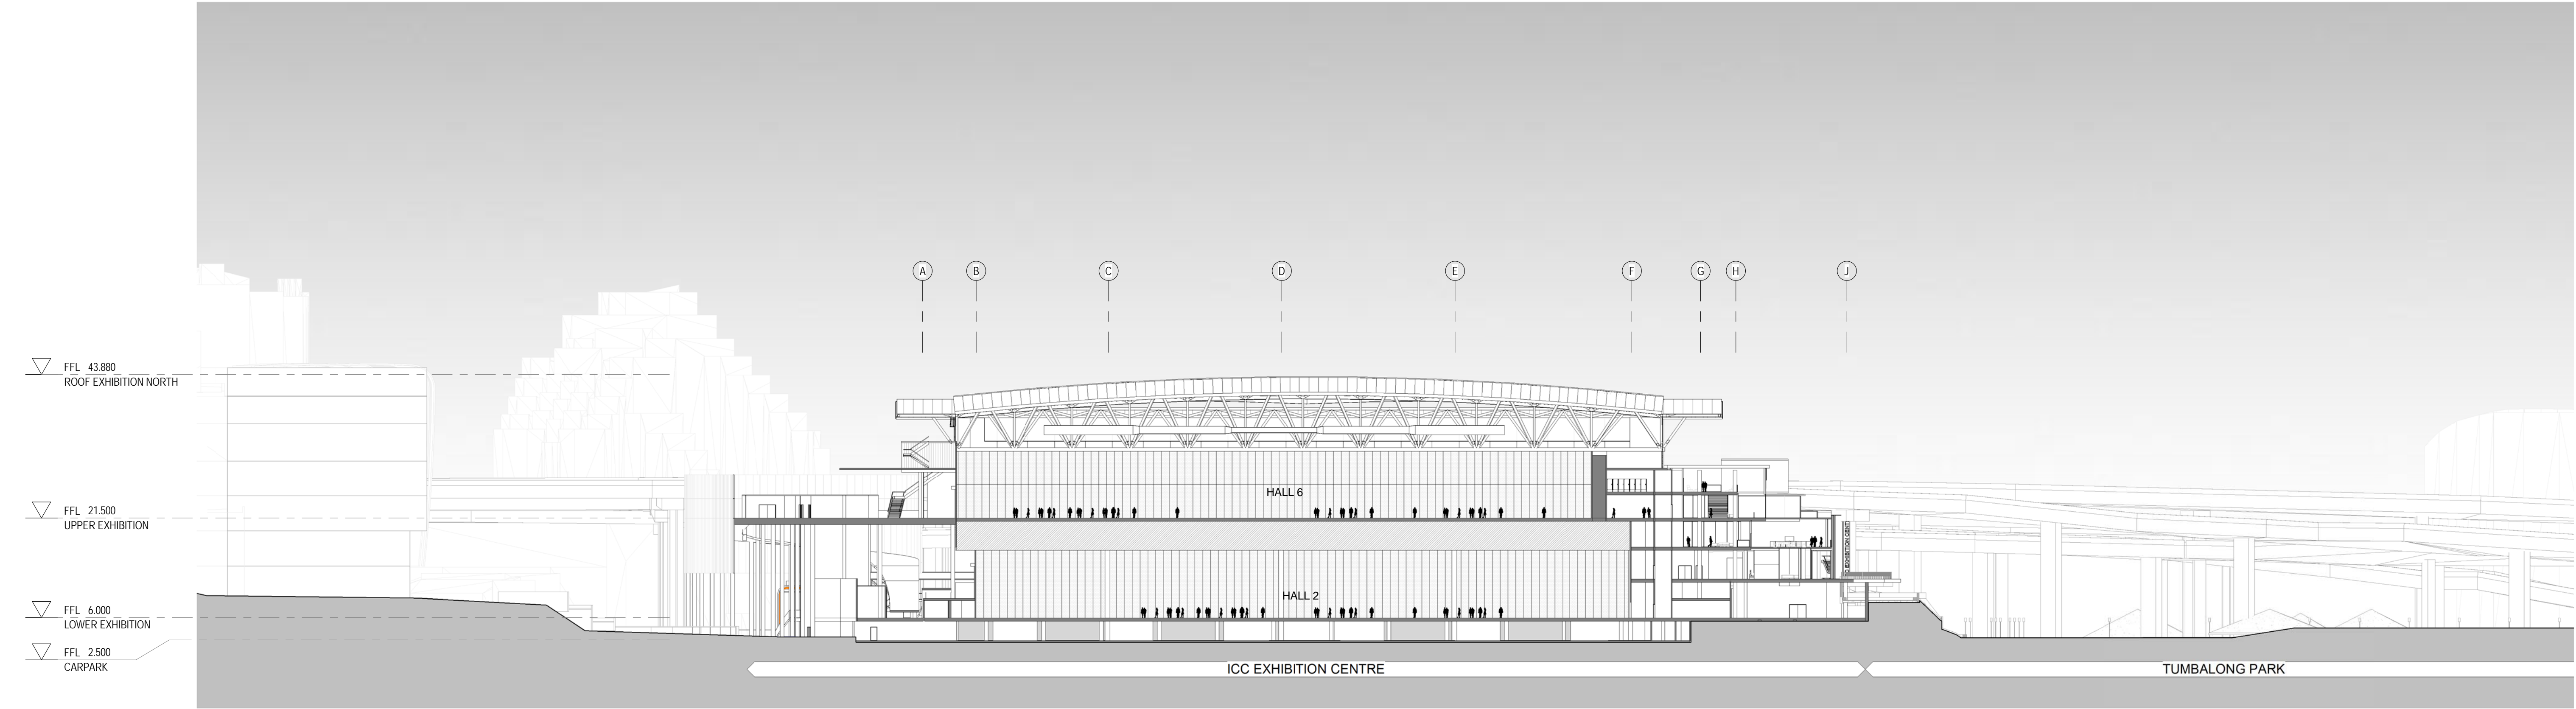 A B C D E F G H J
FFL 43.880
ROOF EXHIBITION NORTH
HALL 6
FFL 21.500
UPPER EXHIBITION
HALL 2
FFL 6.000
LOWER EXHIBITION
FFL 2.500
CARPARK
ICC EXHIBITION CENTRE
TUMBALONG PARK